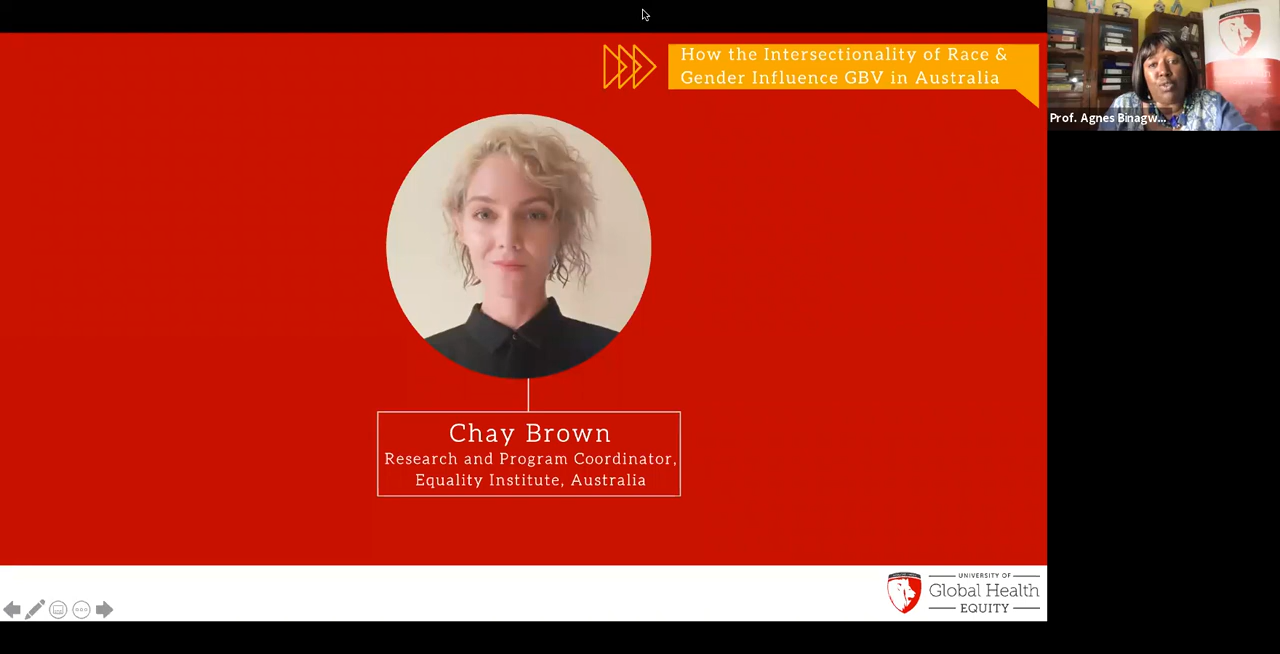 How the Intersectionality of Race &
Gender Influence GBV in Australia
Prof. Agnes Binagw...
Chay Brown
Research and Program Coordinator,
Equality Institute, Australia
UNIVERSITY OF
Global Health
EQUITY